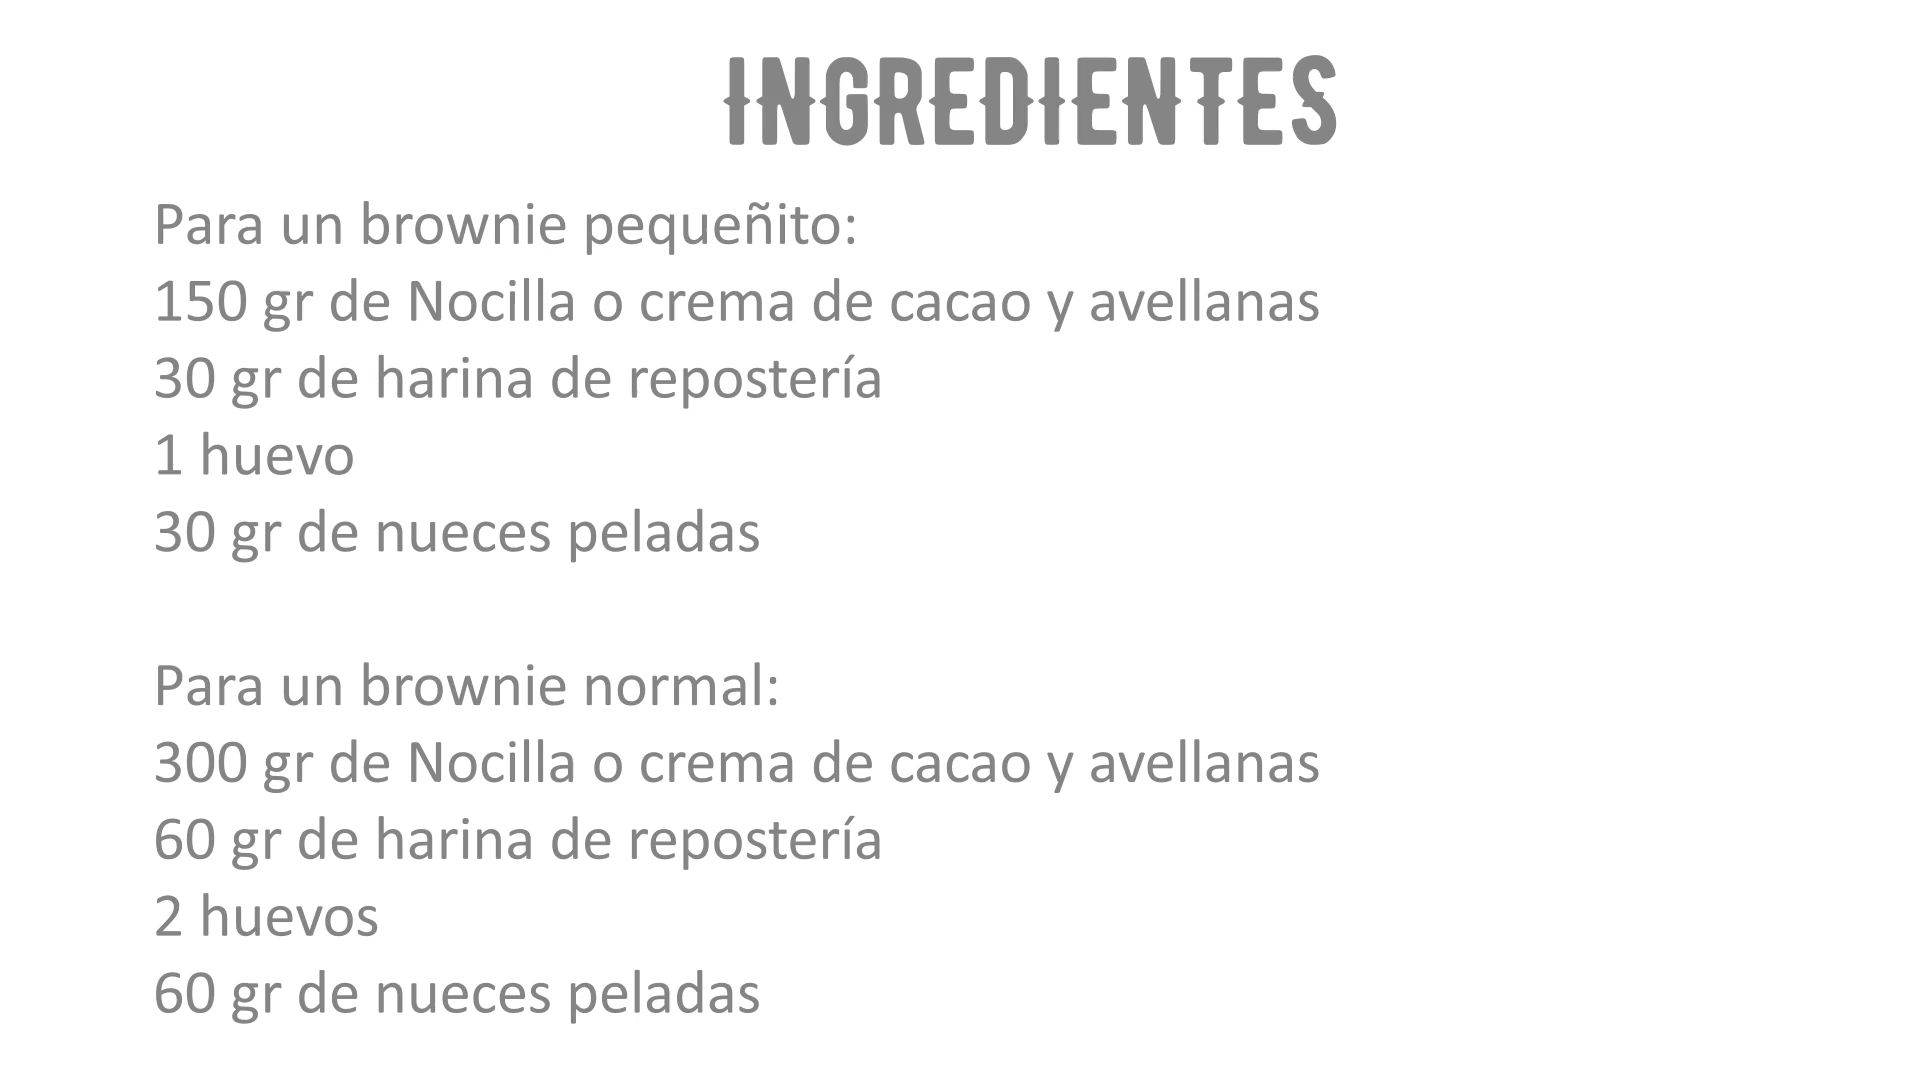 INGREDIENTES
Para un brownie pequeñito:
150 gr de Nocilla o crema de cacao y avellanas
30 gr de harina de repostería
1 huevo
30 gr de nueces peladas
Para un brownie normal:
300 gr de Nocilla o crema de cacao y avellanas
60 gr de harina de repostería
2 huevos
60 gr de nueces peladas